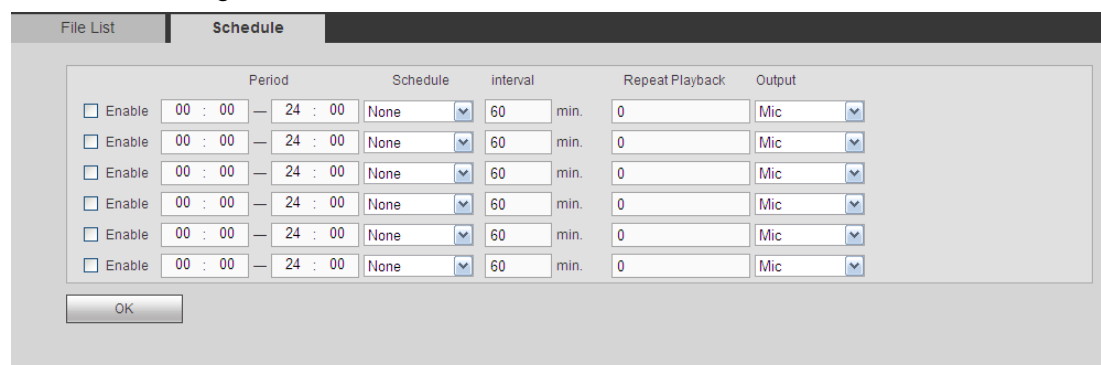 File List Schedule
Period Schedule interval Repeat Playback Output
Enable 00 : 00 — 24 : 00 None 60 min. 0 Mic
Enable 00 : 00 — 24 : 00 None 60 min. 0 Mic
Enable 00 : 00 — 24 : 00 None 60 min. 0 Mic
Enable 00 : 00 — 24 : 00 None 60 min. 0 Mic
Enable 00 : 00 — 24 : 00 None 60 min. 0 Mic
Enable 00 : 00 — 24 : 00 None 60 min. 0 Mic
OK